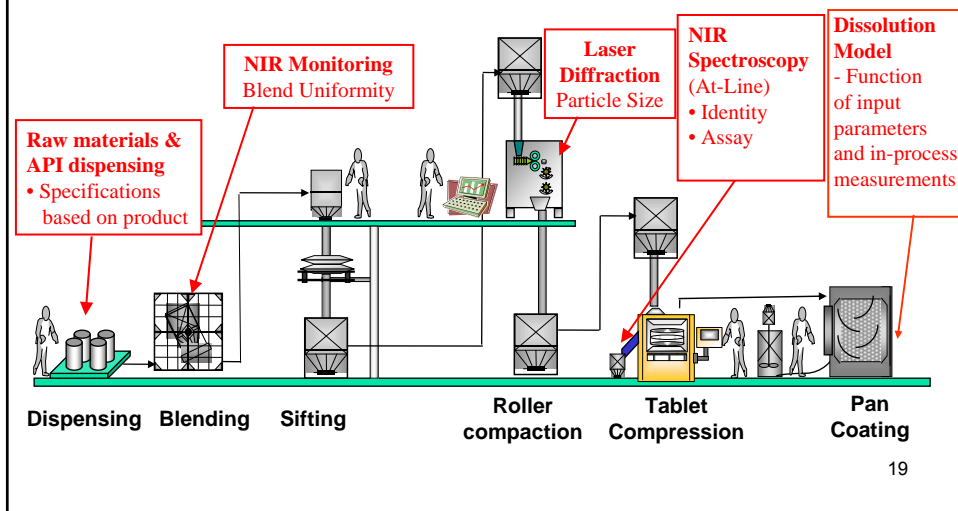 Dissolution
Model
- Function
of input
parameters
and in-process
measurements
NIR
Spectroscopy
(At-Line)
• Identity
• Assay
Laser
Diffraction
Particle Size
NIR Monitoring
Blend Uniformity
Raw materials &
API dispensing
• Specifications
based on product
Dispensing
Blending
Sifting
Roller
compaction
Tablet
Compression
Pan
Coating
19